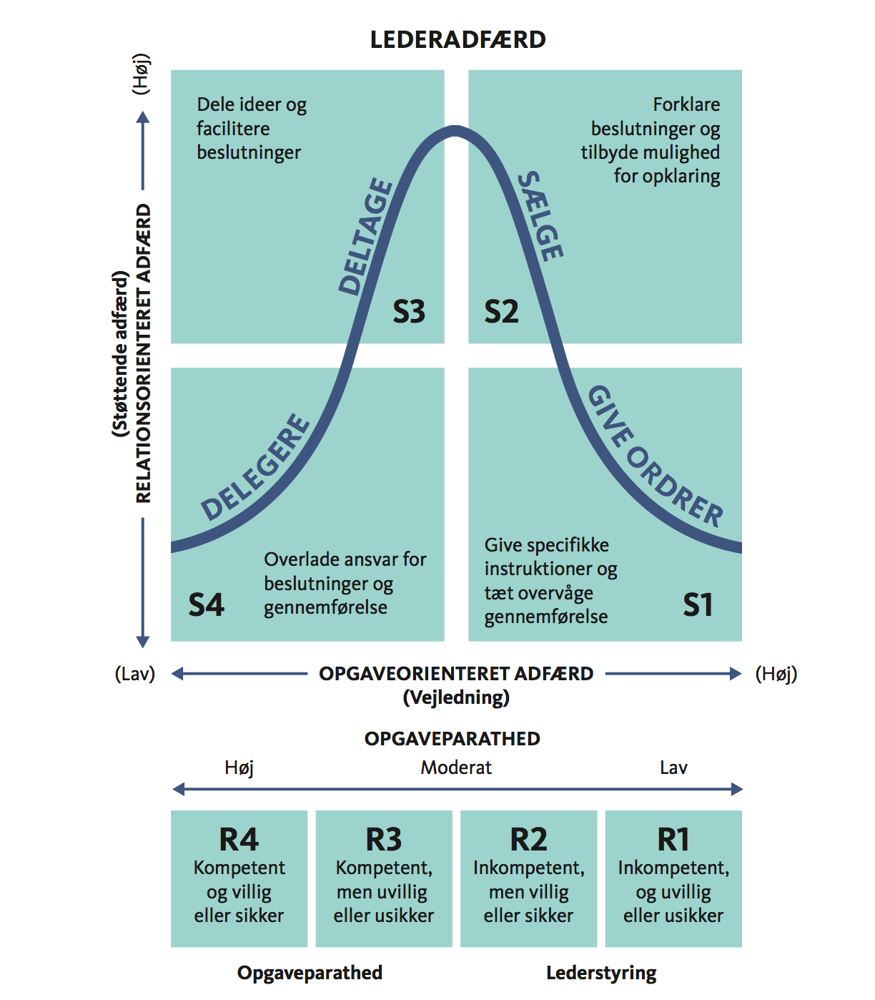 LEDERADFÆRD
(Høj)
Dele ideer og
facilitere
beslutninger
Forklare
beslutninger og
tilbyde mulighed
for opklaring
DELTAGE
SÆLGE
S3
S2
(Støttende adfærd)
RELATIONSORIENTERET ADFÆRD
DELEGERE
GIVE ORDRER
Overlade ansvar for
beslutninger og
gennemførelse
S4
Give specifikke
instruktioner og
tæt overvåge
gennemførelse
S1
(Lav)
OPGAVEORIENTERET ADFÆRD
(Høj)
(Vejledning)
OPGAVEPARATHED
Høj
Moderat
Lav
R4
Kompetent
og villig
eller sikker
R3
Kompetent,
men uvillig
eller usikker
R2
Inkompetent,
men villig
eller sikker
R1
Inkompetent,
og uvillig
eller usikker
Opgaveparathed
Lederstyring